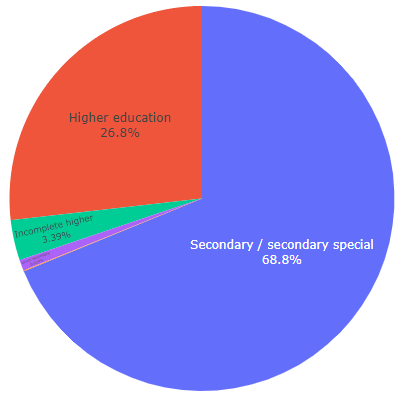 Higher education
26.8%
Incomplete higher
3.39%
Secondary / secondary special
68.8%